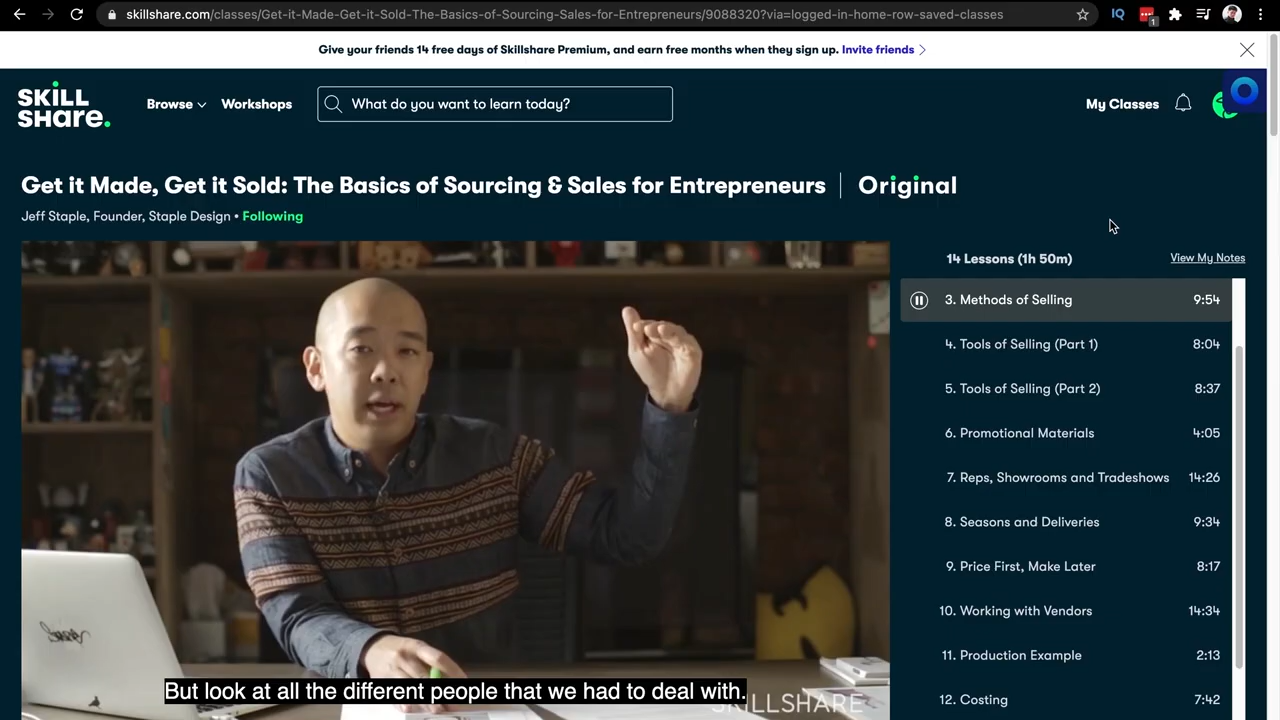 skillshare.com/classes/Get-it-Made-Get-it-Sold-The-Basics-of-Sourcing-Sales-for-Entrepreneurs/9088320?via=logged-in-home-row-saved-classes
IQ
1
Give your friends 14 free days of Skillshare Premium, and earn free months when they sign up. Invite friends
SKILL
SHARE.
Browse
Workshops
What do you want to learn today?
My Classes
Get it Made, Get it Sold: The Basics of Sourcing & Sales for Entrepreneurs | Original
Jeff Staple, Founder, Staple Design • Following
14 Lessons (1h 50m)
View My Notes
3. Methods of Selling 9:54
4. Tools of Selling (Part 1) 8:04
5. Tools of Selling (Part 2) 8:37
6. Promotional Materials 4:05
7. Reps, Showrooms and Tradeshows 14:26
8. Seasons and Deliveries 9:34
9. Price First, Make Later 8:17
10. Working with Vendors 14:34
11. Production Example 2:13
12. Costing 7:42
But look at all the different people that we had to deal with.
SKILLSHARE